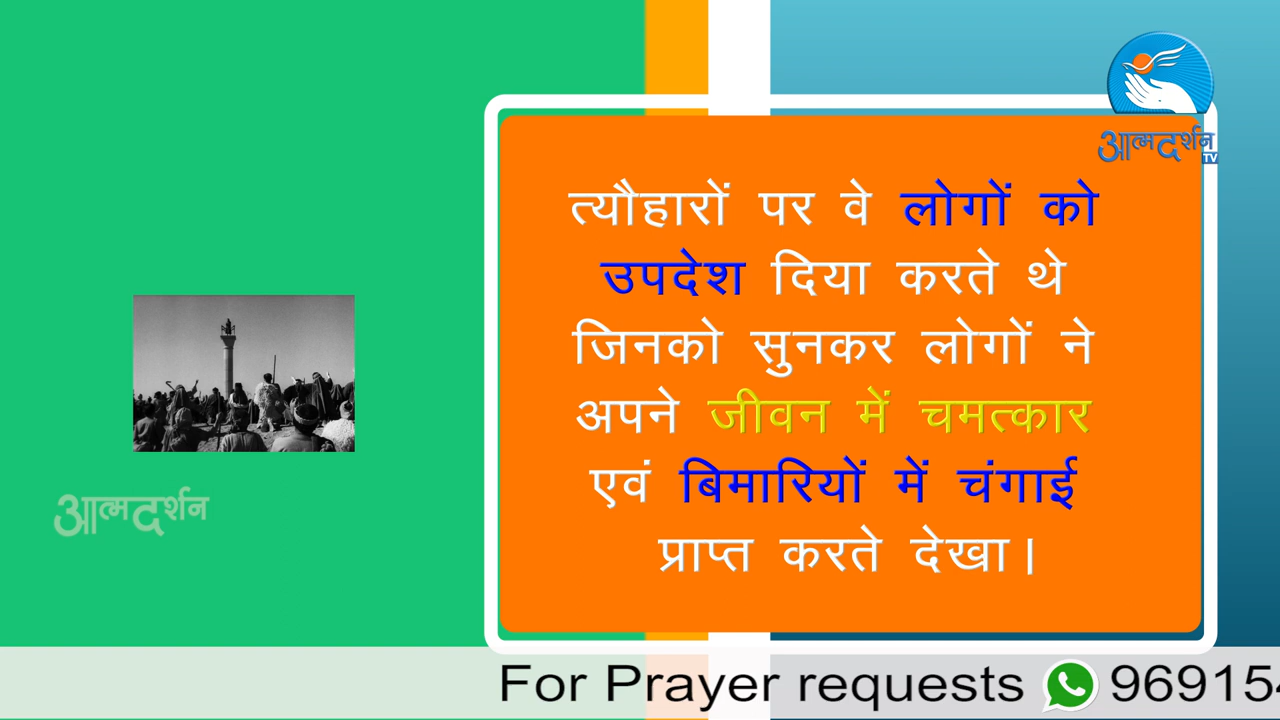 आत्मदर्शन
TV
त्यौहारों पर वे लोगों को
उपदेश दिया करते थे
जिनको सुनकर लोगों ने
अपने जीवन में चमत्कार
एवं बिमारियों में चंगाई
प्राप्त करते देखा।
आत्मदर्शन
For Prayer requests 96915